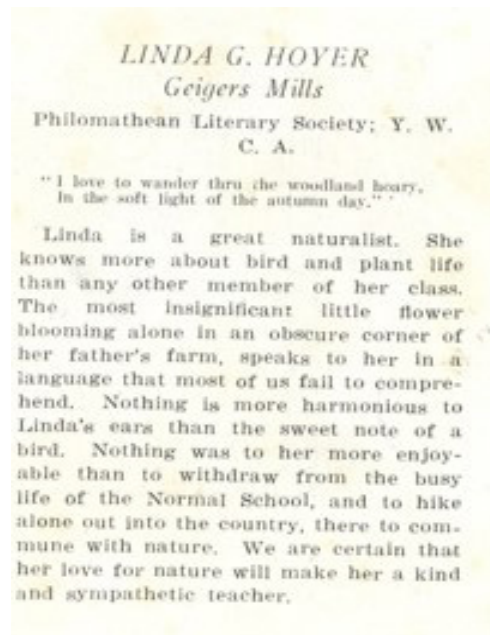 LINDA G. HOYER
Geigers Mills
Philomathean Literary Society; Y. W.
C. A.
"I love to wander thru the woodland hoary,
In the soft light of the autumn day."
Linda is a great naturalist. She
knows more about bird and plant life
than any other member of her class.
The most insignificant little flower
blooming alone in an obscure corner of
her father's farm, speaks to her in a
language that most of us fail to compre-
hend. Nothing is more harmonious to
Linda's ears than the sweet note of a
bird. Nothing was to her more enjoy-
able than to withdraw from the busy
life of the Normal School, and to hike
alone out into the country, there to com-
mune with nature. We are certain that
her love for nature will make her a kind
and sympathetic teacher.